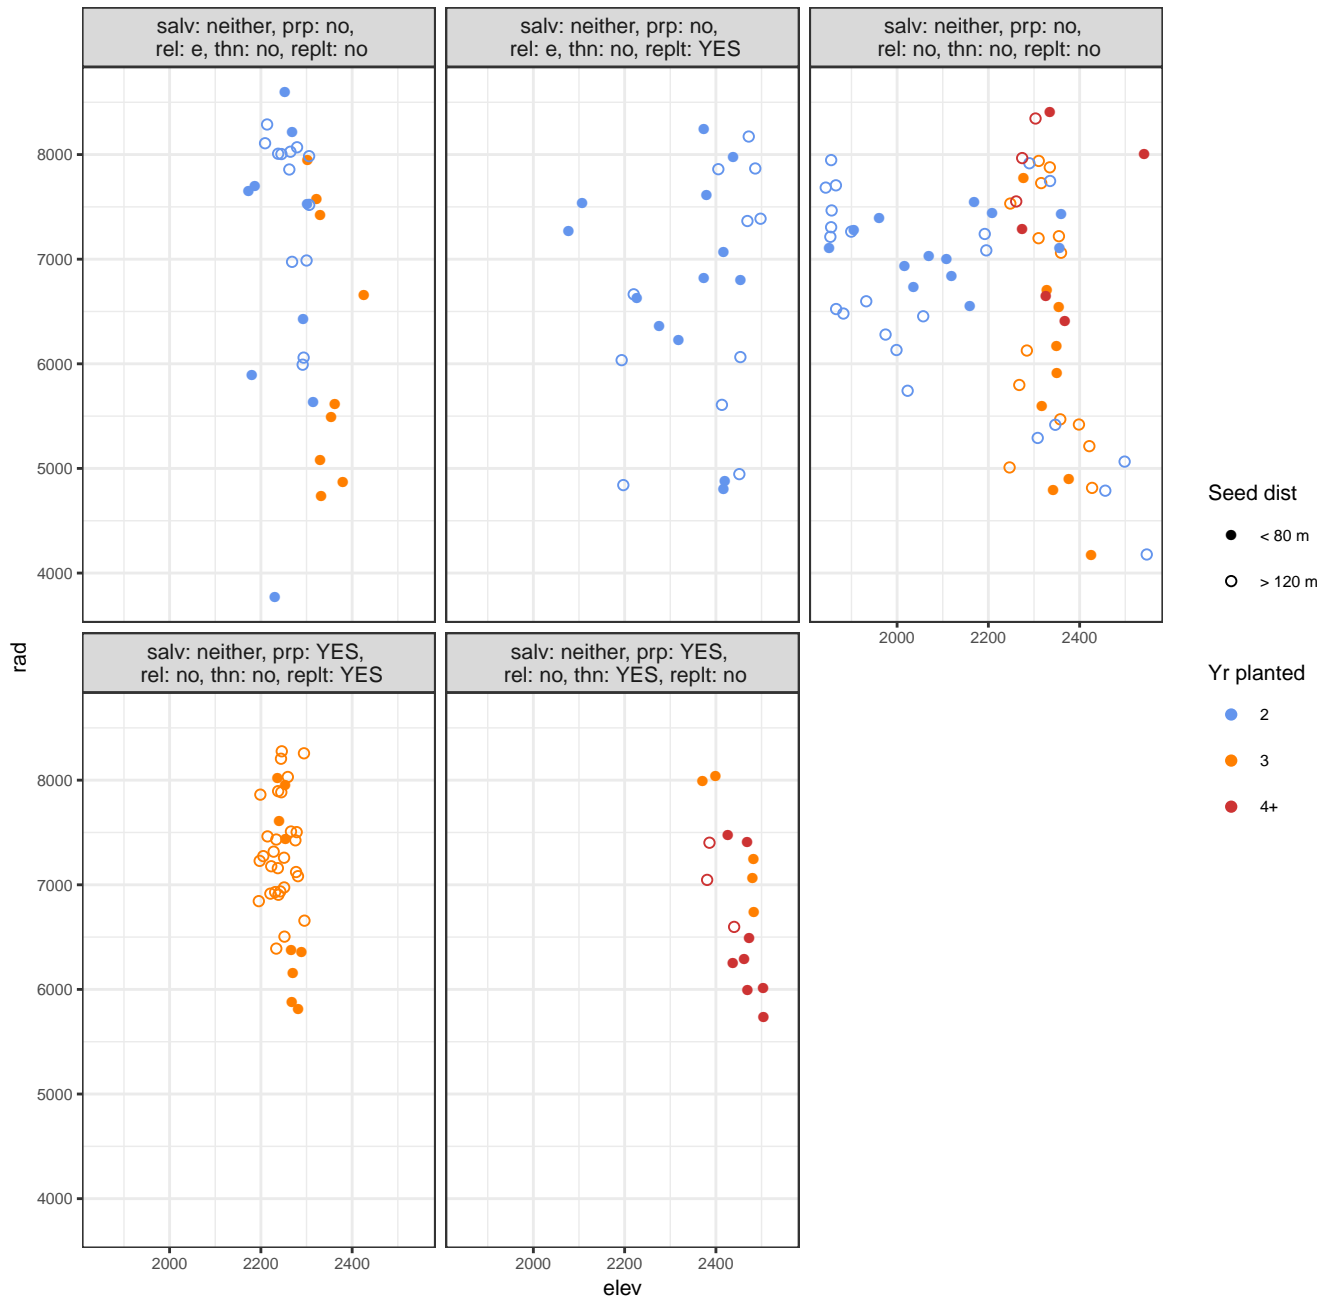 salv: neither, prp: no,
rel: e, thn: no, replt: no
salv: neither, prp: no,
rel: e, thn: no, replt: YES
salv: neither, prp: no,
rel: no, thn: no, replt: no
8000
7000
6000
5000
4000
2000 2200 2400
salv: neither, prp: YES,
rel: no, thn: no, replt: YES
salv: neither, prp: YES,
rel: no, thn: YES, replt: no
8000
7000
6000
5000
4000
2000 2200 2400
2000 2200 2400
elev
rad
Seed dist
< 80 m
> 120 m
Yr planted
2
3
4+